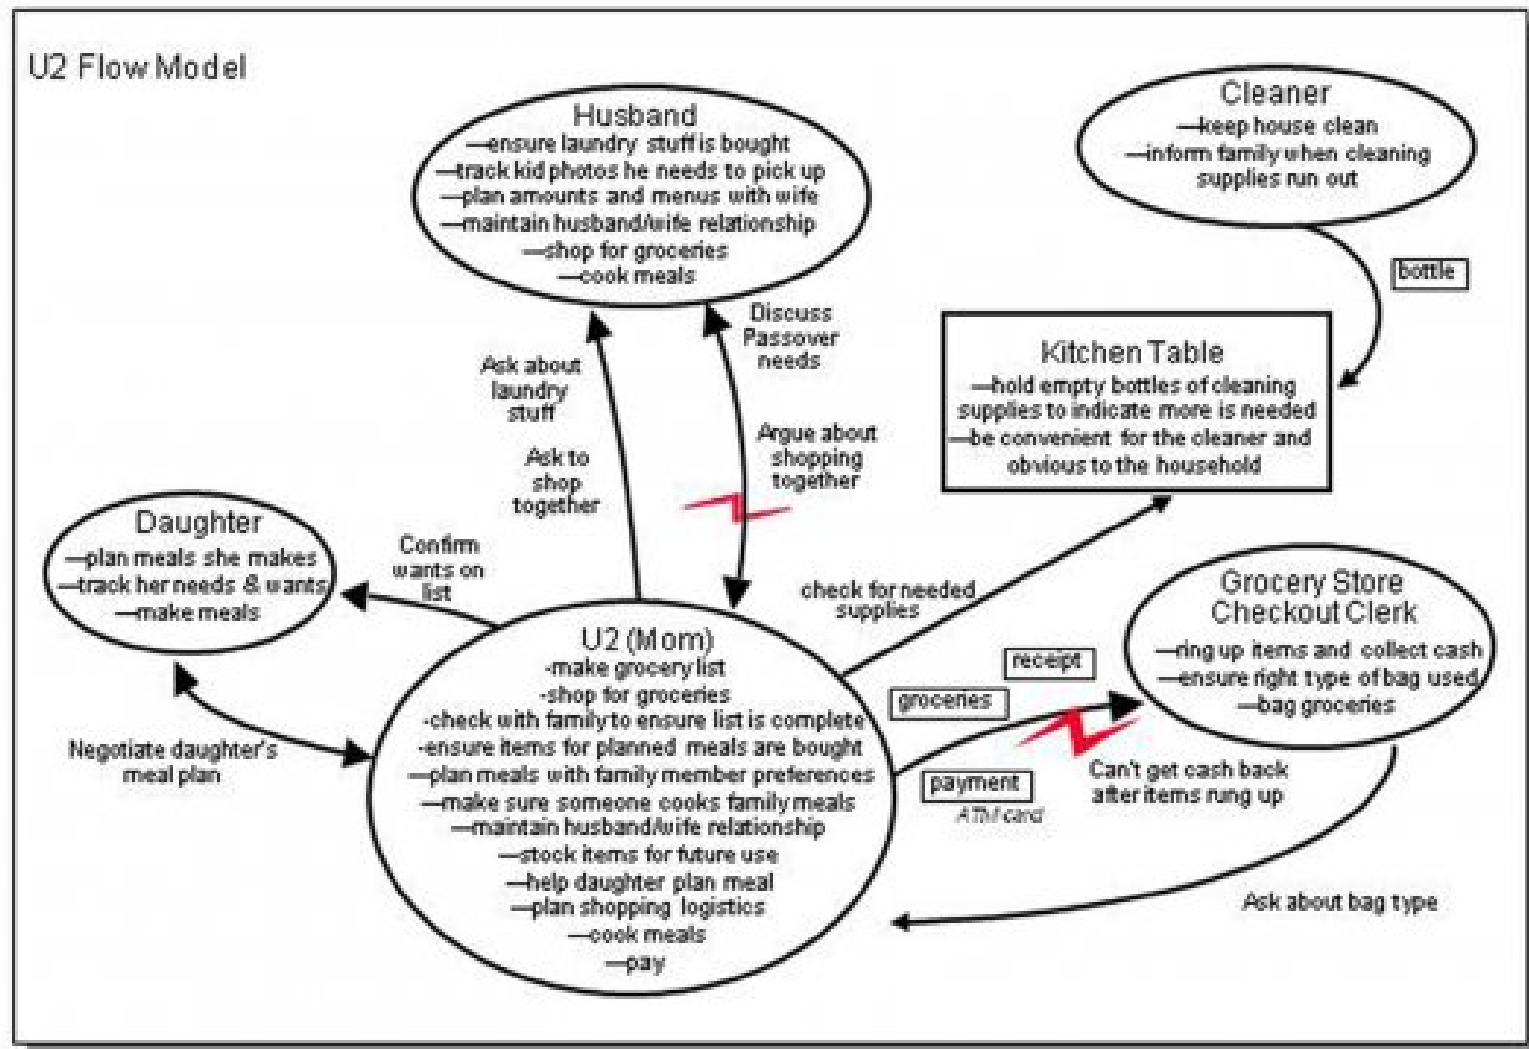 U2 Flow Model
Husband
—ensure laundry stuff is bought
—track kid photos he needs to pick up
—plan amounts and menus with wife
—maintain husband/wife relationship
—shop for groceries
—cook meals
Cleaner
—keep house clean
—inform family when cleaning
supplies run out
bottle
Discuss
Passover
needs
Ask about
laundry
stuff
Kitchen Table
—hold empty bottles of cleaning
supplies to indicate more is needed
—be convenient for the cleaner and
obvious to the household
Argue about
shopping
together
Ask to
shop
together
Daughter
—plan meals she makes
—track her needs & wants
—make meals
Confirm
wants on
list
check for needed
supplies
Grocery Store
Checkout Clerk
—ring up items and collect cash
—ensure right type of bag used
—bag groceries
U2 (Mom)
-make grocery list
-shop for groceries
-check with family to ensure list is complete
-ensure items for planned meals are bought
—plan meals with family member preferences
—make sure someone cooks family meals
—maintain husband/wife relationship
—stock items for future use
—help daughter plan meal
—plan shopping logistics
—cook meals
—pay
receipt
groceries
Negotiate daughter's
meal plan
payment
ATM card
Can't get cash back
after items rung up
Ask about bag type